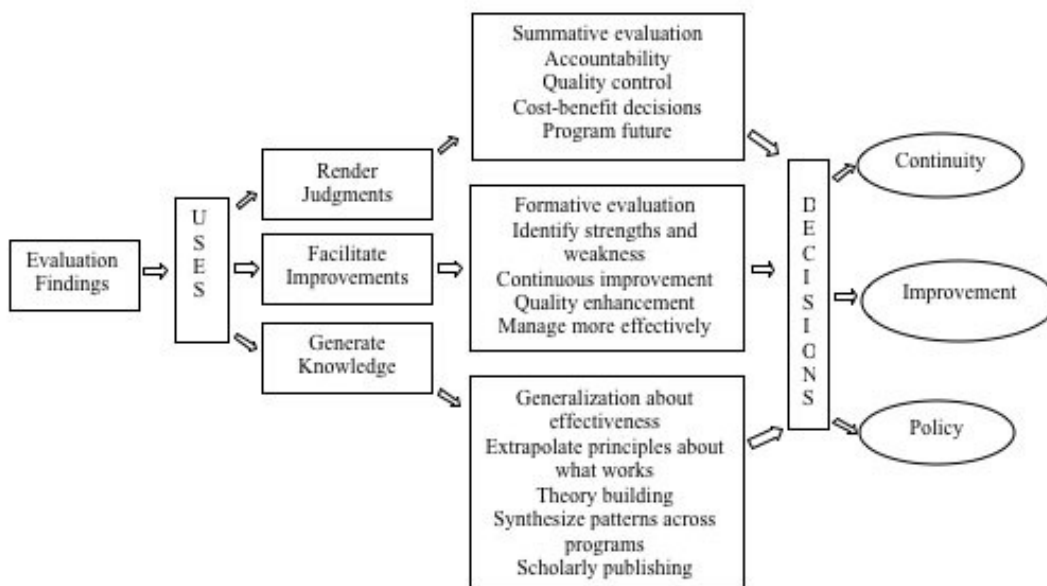 Evaluation
Findings
USES
Render
Judgments
Facilitate
Improvements
Generate
Knowledge
Summative evaluation
Accountability
Quality control
Cost-benefit decisions
Program future
Formative evaluation
Identify strengths and
weakness
Continuous improvement
Quality enhancement
Manage more effectively
Generalization about
effectiveness
Extrapolate principles about
what works
Theory building
Synthesize patterns across
programs
Scholarly publishing
DECISIONS
Continuity
Improvement
Policy